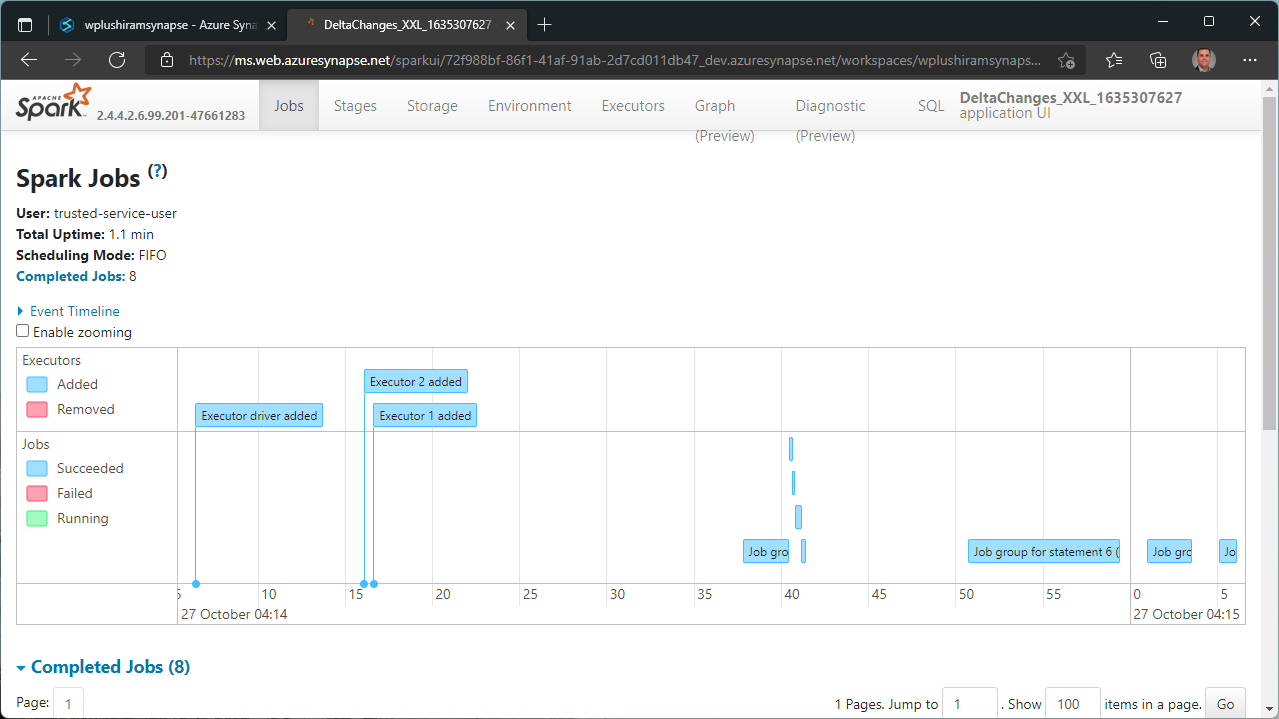 wplushiramsynapse - Azure Syna
DeltaChanges_XXL_1635307627
https://ms.web.azuresynapse.net/sparkui/72f988bf-86f1-41af-91ab-2d7cd011db47_dev.azuresynapse.net/workspaces/wplushiramsynaps...
APACHE Spark 2.4.4.2.6.99.201-47661283
Jobs Stages Storage Environment Executors Graph (Preview) Diagnostic (Preview) SQL
DeltaChanges_XXL_1635307627
application UI
Spark Jobs (?)
User: trusted-service-user
Total Uptime: 1.1 min
Scheduling Mode: FIFO
Completed Jobs: 8
Event Timeline
Enable zooming
Executors
Added
Removed
Executor 2 added
Executor driver added
Executor 1 added
Jobs
Succeeded
Failed
Running
Job gro
Job group for statement 6 (
Job gro
Jo
5 10 15 20 25 30 35 40 45 50 55 0 5
27 October 04:14
27 October 04:15
Completed Jobs (8)
Page: 1
1 Pages. Jump to 1 . Show 100 items in a page. Go